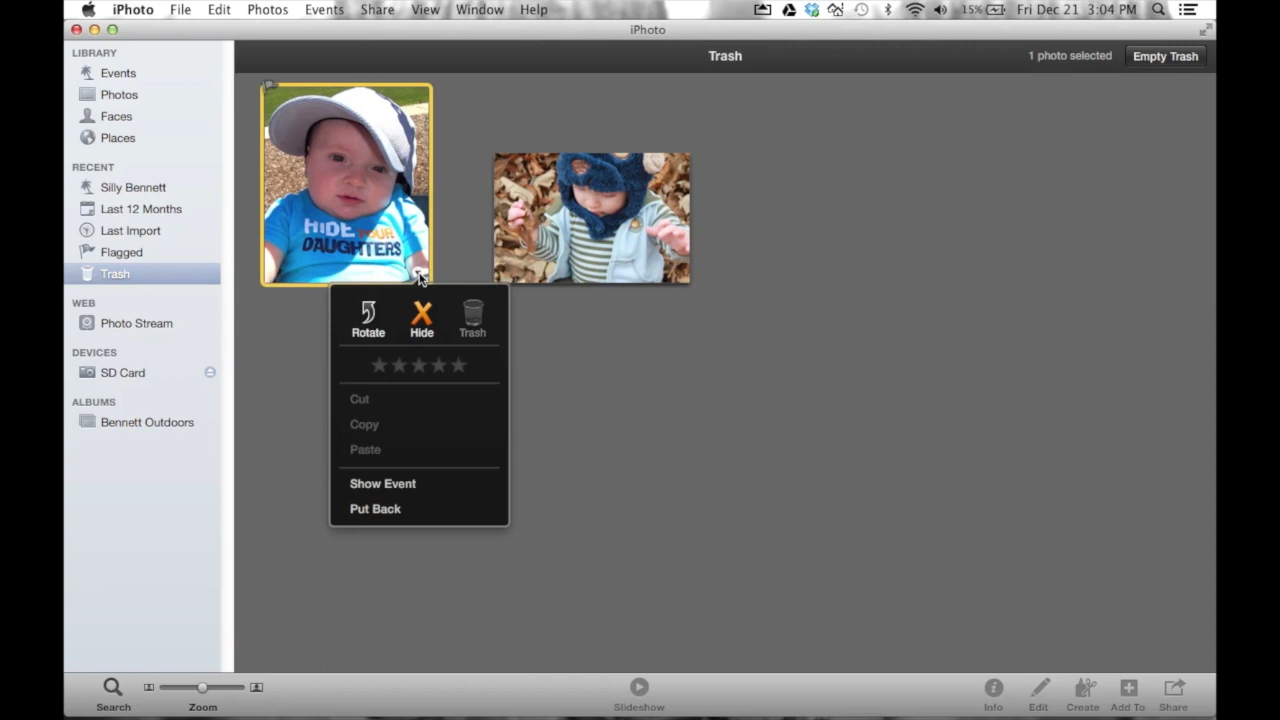 iPhoto File Edit Photos Events Share View Window Help 15% Fri Dec 21 3:04 PM
iPhoto
LIBRARY
Events
Photos
Faces
Places
RECENT
Silly Bennett
Last 12 Months
Last Import
Flagged
Trash
WEB
Photo Stream
DEVICES
SD Card
ALBUMS
Bennett Outdoors
Trash 1 photo selected Empty Trash
HIDE YOUR
DAUGHTERS
Rotate Hide Trash
Cut
Copy
Paste
Show Event
Put Back
Search Zoom Slideshow Info Edit Create Add To Share